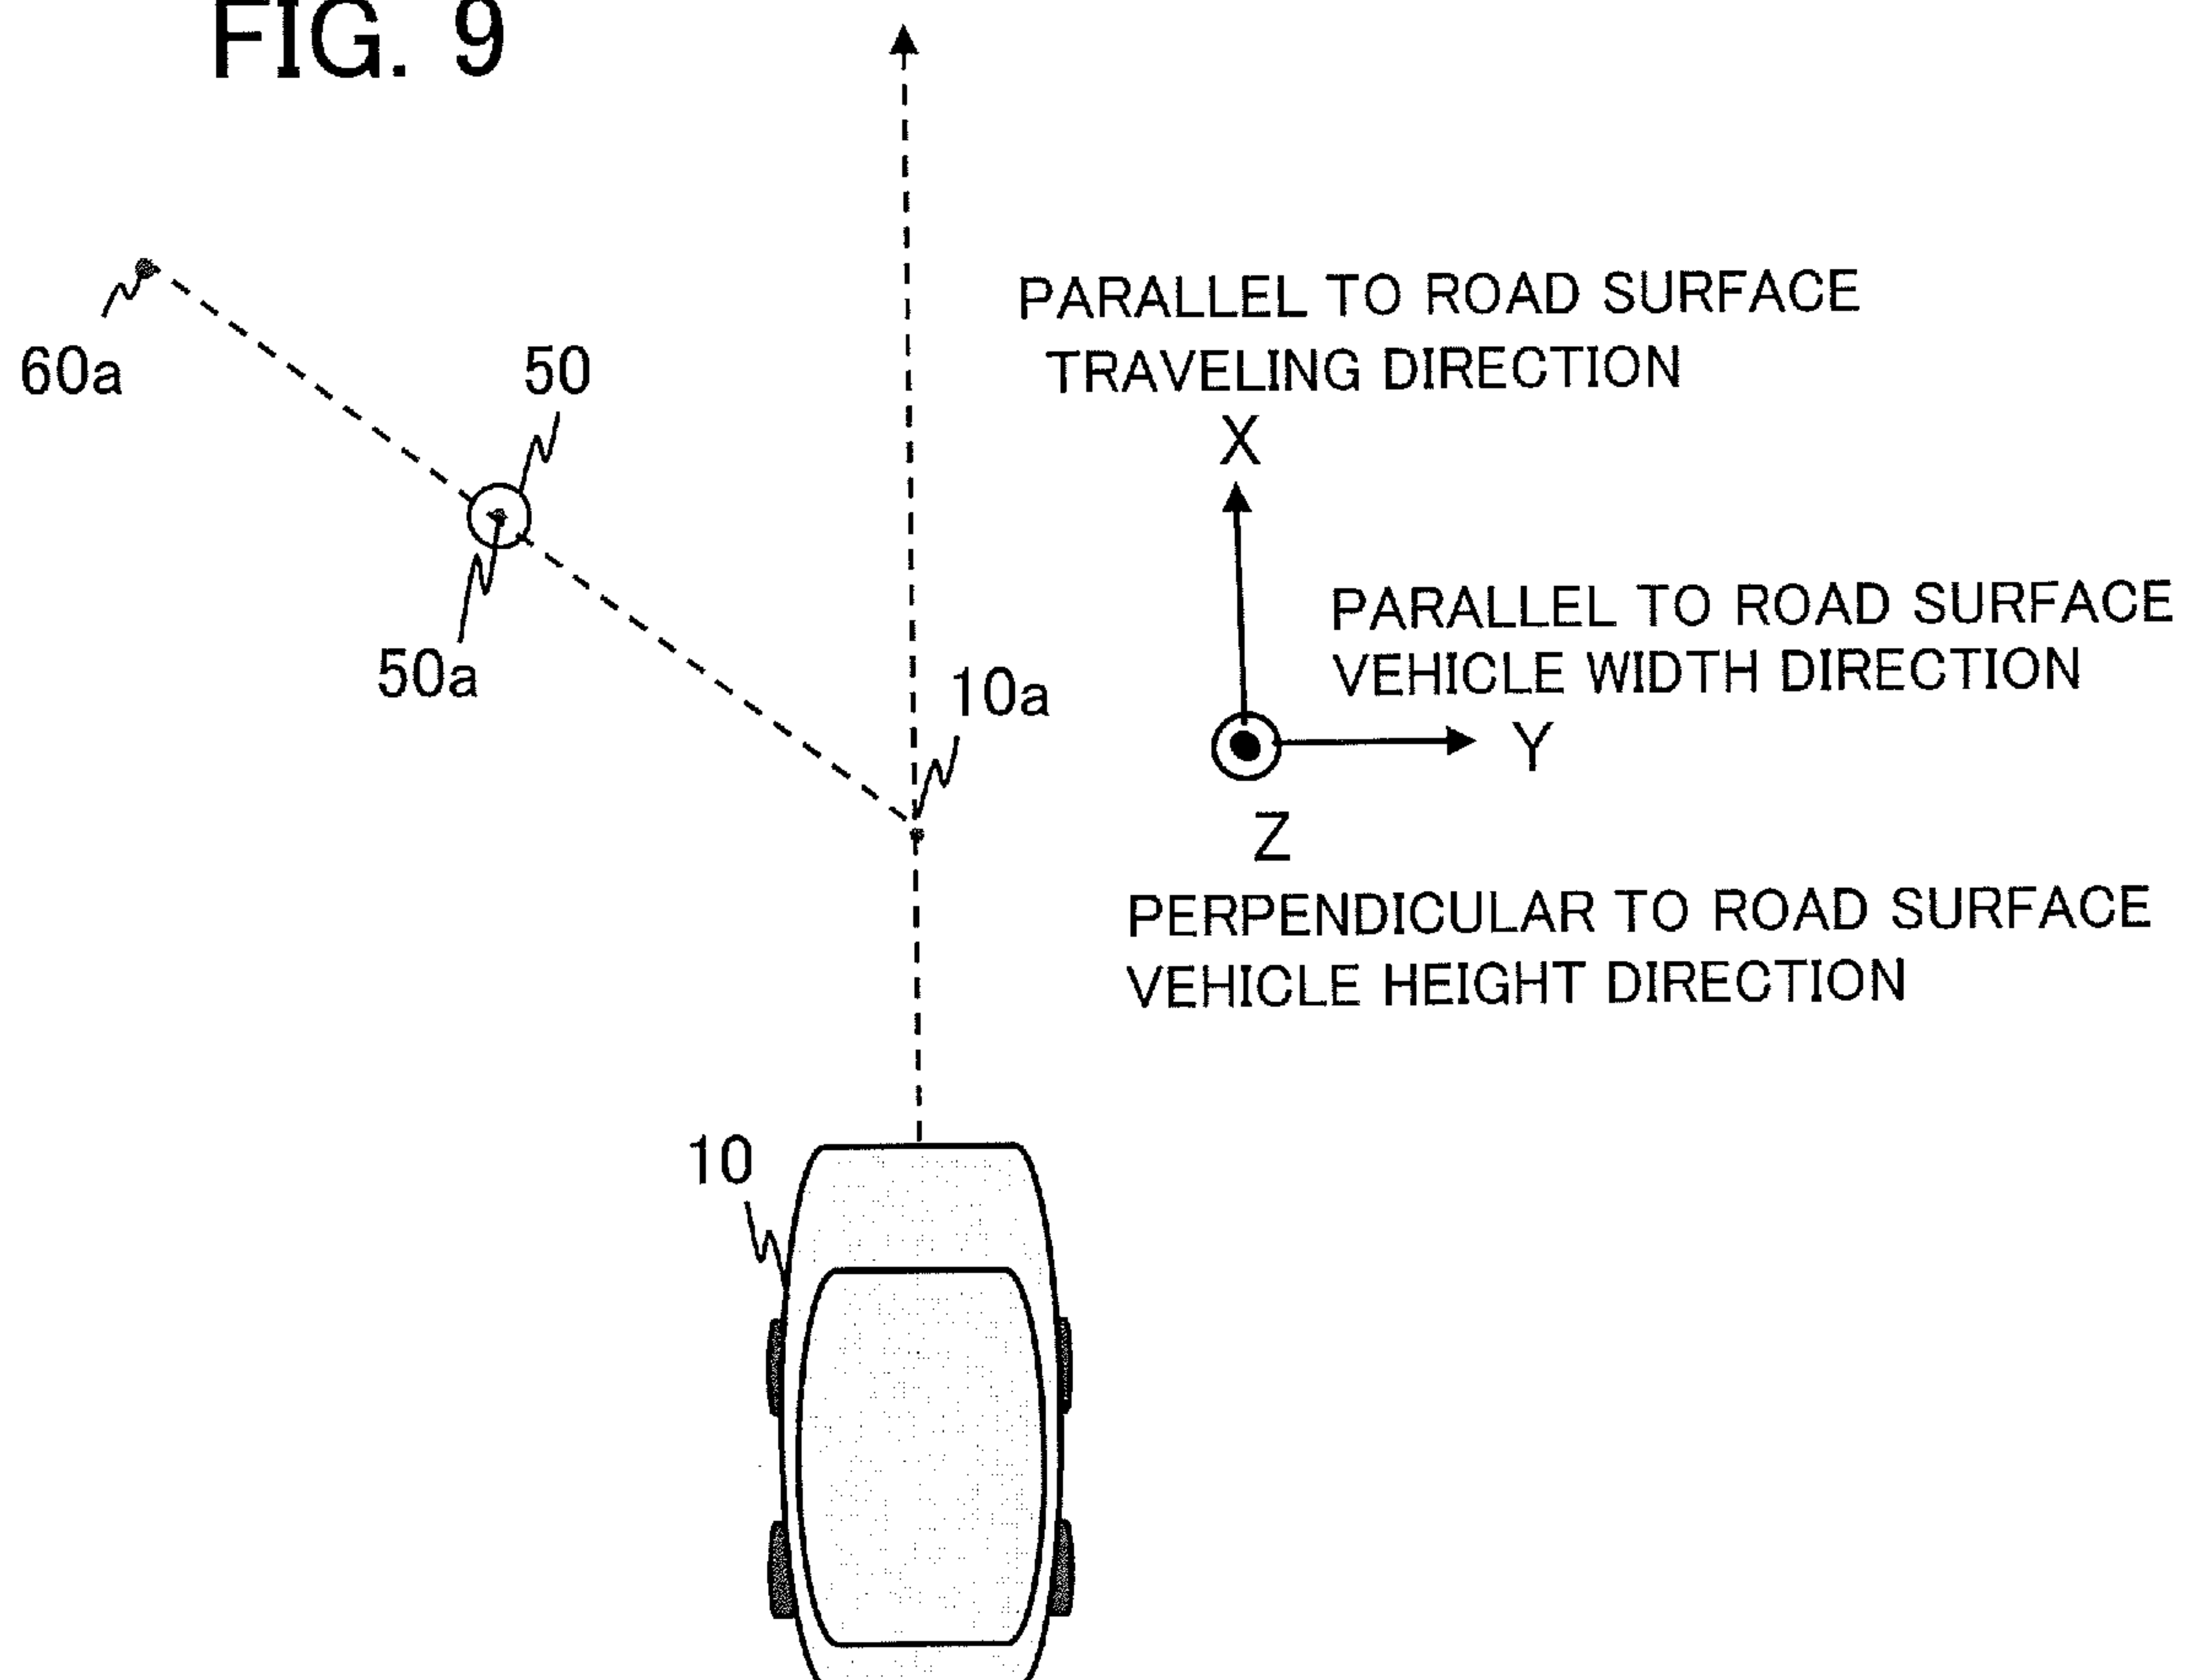 FIG. 9
PARALLEL TO ROAD SURFACE
TRAVELING DIRECTION
60a
50
X
PARALLEL TO ROAD SURFACE
VEHICLE WIDTH DIRECTION
50a
10a
Y
Z
PERPENDICULAR TO ROAD SURFACE
VEHICLE HEIGHT DIRECTION
10